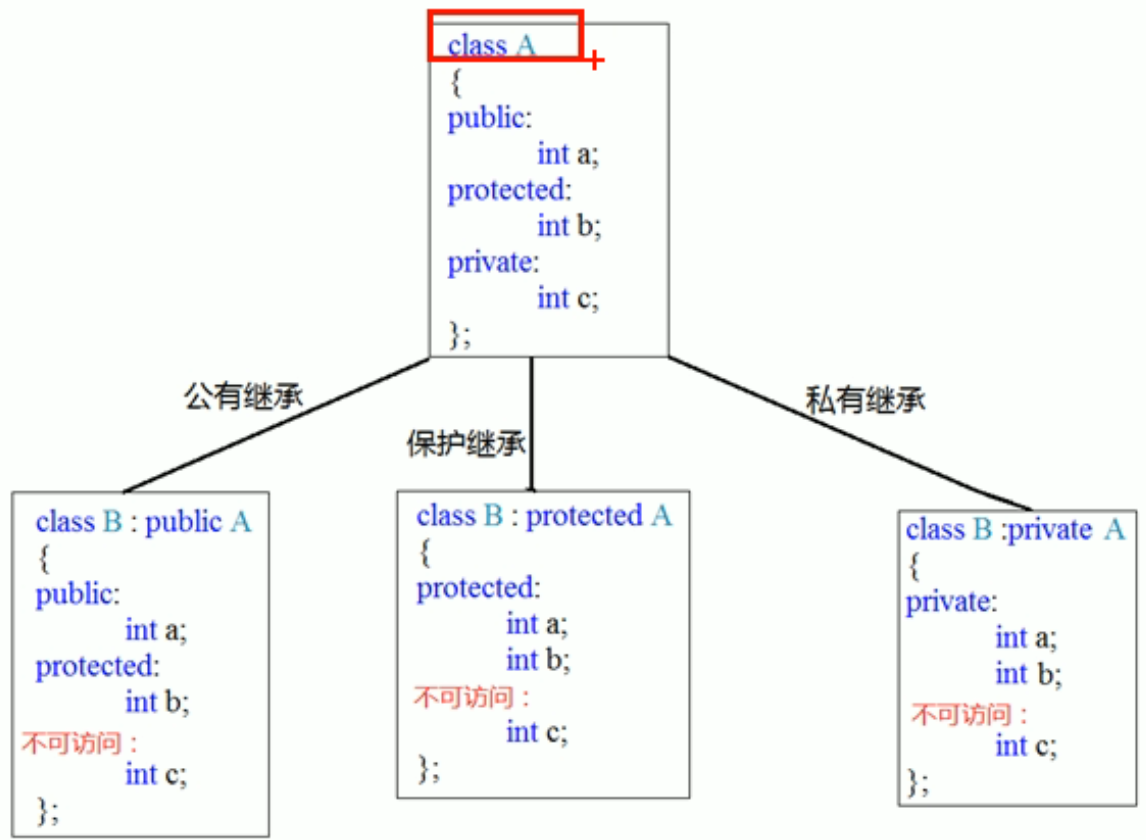 class A
{
public:
int a;
protected:
int b;
private:
int c;
};
公有继承
保护继承
私有继承
class B : public A
{
public:
int a;
protected:
int b;
不可访问：
int c;
};
class B : protected A
{
protected:
int a;
int b;
不可访问：
int c;
};
class B :private A
{
private:
int a;
int b;
不可访问：
int c;
};